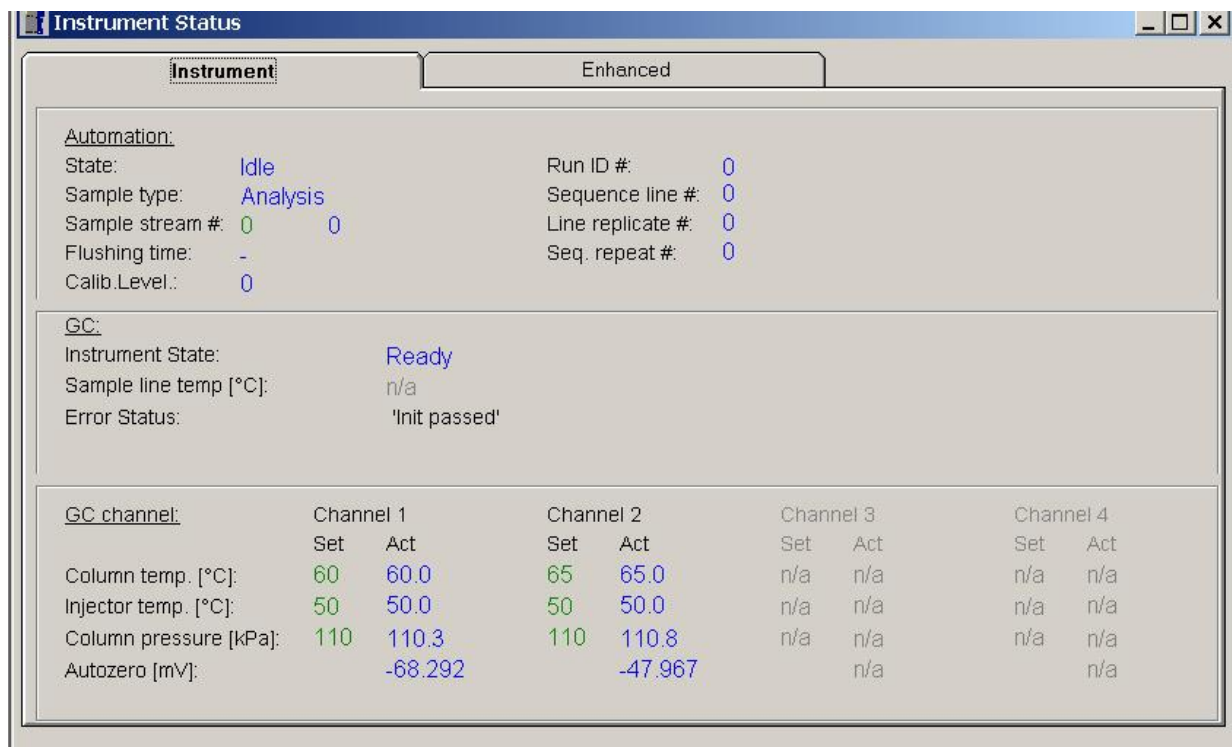 Instrument Status
Instrument Enhanced
Automation:
State: Idle Run ID #: 0
Sample type: Analysis Sequence line #: 0
Sample stream #: 0 0 Line replicate #: 0
Flushing time: - Seq. repeat #: 0
Calib.Level.: 0
GC:
Instrument State: Ready
Sample line temp [°C]: n/a
Error Status: 'Init passed'
GC channel: Channel 1 Channel 2 Channel 3 Channel 4
Set Act Set Act Set Act Set Act
Column temp. [°C]: 60 60.0 65 65.0 n/a n/a n/a n/a
Injector temp. [°C]: 50 50.0 50 50.0 n/a n/a n/a n/a
Column pressure [kPa]: 110 110.3 110 110.8 n/a n/a n/a n/a
Autozero [mV]: -68.292 -47.967 n/a n/a